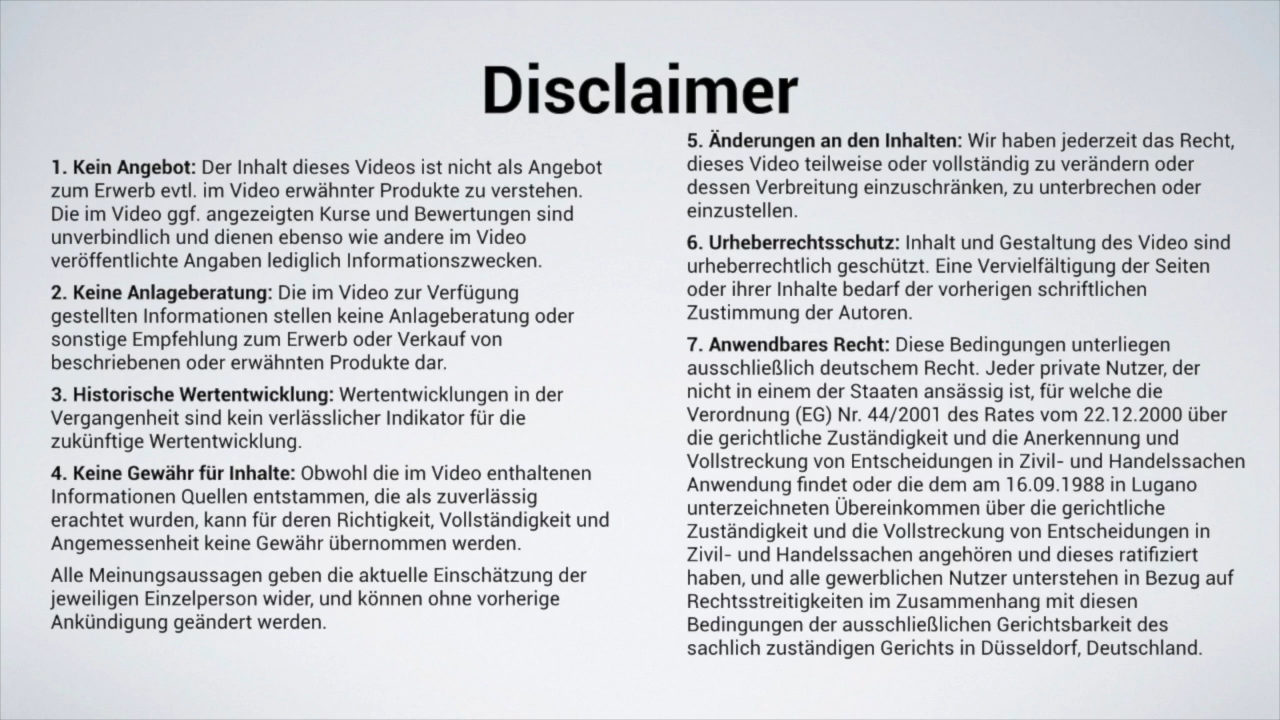 Disclaimer
1. Kein Angebot: Der Inhalt dieses Videos ist nicht als Angebot
zum Erwerb evtl. im Video erwähnter Produkte zu verstehen.
Die im Video ggf. angezeigten Kurse und Bewertungen sind
unverbindlich und dienen ebenso wie andere im Video
veröffentlichte Angaben lediglich Informationszwecken.
2. Keine Anlageberatung: Die im Video zur Verfügung
gestellten Informationen stellen keine Anlageberatung oder
sonstige Empfehlung zum Erwerb oder Verkauf von
beschriebenen oder erwähnten Produkte dar.
3. Historische Wertentwicklung: Wertentwicklungen in der
Vergangenheit sind kein verlässlicher Indikator für die
zukünftige Wertentwicklung.
4. Keine Gewähr für Inhalte: Obwohl die im Video enthaltenen
Informationen Quellen entstammen, die als zuverlässig
erachtet wurden, kann für deren Richtigkeit, Vollständigkeit und
Angemessenheit keine Gewähr übernommen werden.
Alle Meinungsaussagen geben die aktuelle Einschätzung der
jeweiligen Einzelperson wider, und können ohne vorherige
Ankündigung geändert werden.
5. Änderungen an den Inhalten: Wir haben jederzeit das Recht,
dieses Video teilweise oder vollständig zu verändern oder
dessen Verbreitung einzuschränken, zu unterbrechen oder
einzustellen.
6. Urheberrechtsschutz: Inhalt und Gestaltung des Video sind
urheberrechtlich geschützt. Eine Vervielfältigung der Seiten
oder ihrer Inhalte bedarf der vorherigen schriftlichen
Zustimmung der Autoren.
7. Anwendbares Recht: Diese Bedingungen unterliegen
ausschließlich deutschem Recht. Jeder private Nutzer, der
nicht in einem der Staaten ansässig ist, für welche die
Verordnung (EG) Nr. 44/2001 des Rates vom 22.12.2000 über
die gerichtliche Zuständigkeit und die Anerkennung und
Vollstreckung von Entscheidungen in Zivil- und Handelssachen
Anwendung findet oder die dem am 16.09.1988 in Lugano
unterzeichneten Übereinkommen über die gerichtliche
Zuständigkeit und die Vollstreckung von Entscheidungen in
Zivil- und Handelssachen angehören und dieses ratifiziert
haben, und alle gewerblichen Nutzer unterstehen in Bezug auf
Rechtsstreitigkeiten im Zusammenhang mit diesen
Bedingungen der ausschließlichen Gerichtsbarkeit des
sachlich zuständigen Gerichts in Düsseldorf, Deutschland.